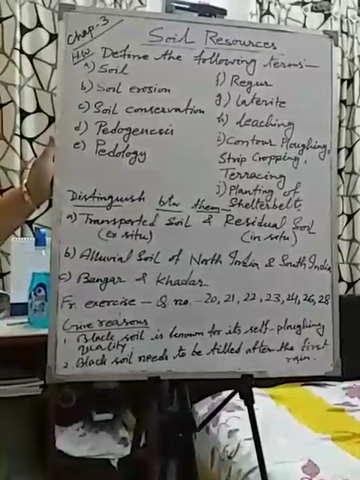 Chap-3
Soil Resources
H.W. Define the following terms—
a) Soil
b) Soil erosion
c) Soil conservation
d) Pedogenesis
e) Pedology
f) Regur
g) Laterite
h) Leaching
i) Contour Ploughing,
Strip Cropping,
Terracing
j) Planting of
Shelterbelts
Distinguish btw them—
a) Transported Soil & Residual Soil
(ex situ) (in situ)
b) Alluvial Soil of North India & South India
c) Bangar & Khadar
Fr. exercise — Q no. - 20, 21, 22, 23, 24, 26, 28
Give reasons
1. Black soil is known for its self-ploughing
quality.
2. Black soil needs to be tilled after the first
rain.